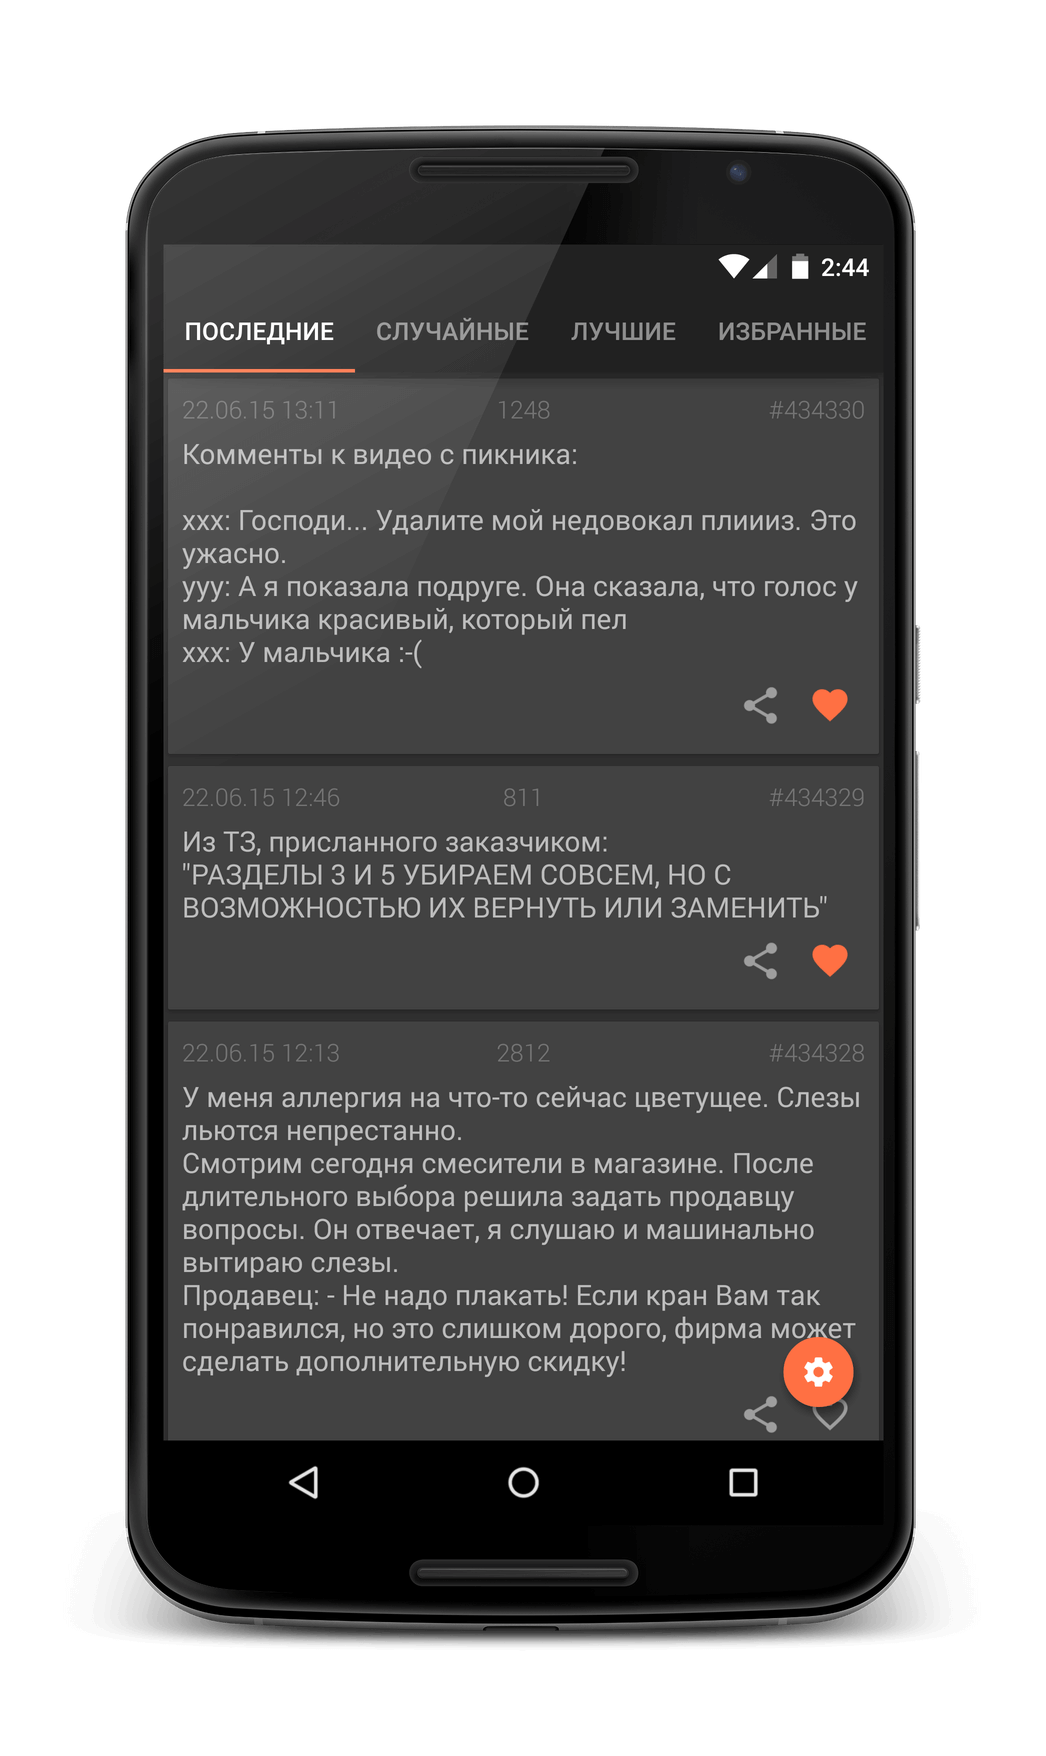 2:44
ПОСЛЕДНИЕ СЛУЧАЙНЫЕ ЛУЧШИЕ ИЗБРАННЫЕ
22.06.15 13:11 1248 #434330
Комменты к видео с пикника:
xxx: Господи... Удалите мой недовокал плииииз. Это
ужасно.
yyy: А я показала подруге. Она сказала, что голос у
мальчика красивый, который пел
xxx: У мальчика :-(
22.06.15 12:46 811 #434329
Из ТЗ, присланного заказчиком:
"РАЗДЕЛЫ 3 И 5 УБИРАЕМ СОВСЕМ, НО С
ВОЗМОЖНОСТЬЮ ИХ ВЕРНУТЬ ИЛИ ЗАМЕНИТЬ"
22.06.15 12:13 2812 #434328
У меня аллергия на что-то сейчас цветущее. Слезы
льются непрестанно.
Смотрим сегодня смесители в магазине. После
длительного выбора решила задать продавцу
вопросы. Он отвечает, я слушаю и машинально
вытираю слезы.
Продавец: - Не надо плакать! Если кран Вам так
понравился, но это слишком дорого, фирма может
сделать дополнительную скидку!